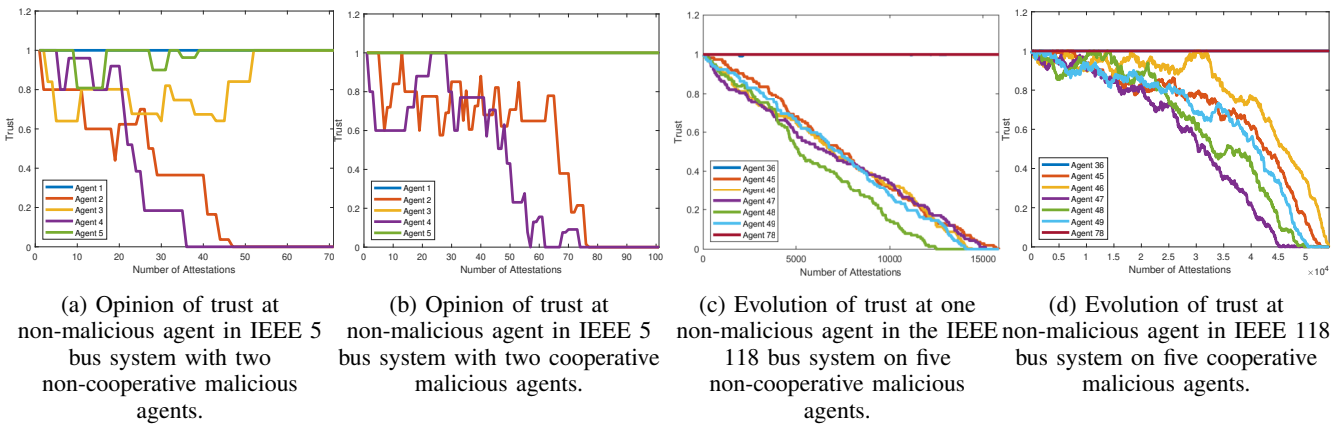 1.2
1
0.8
0.6
0.4
0.2
0
Trust
Agent 1
Agent 2
Agent 3
Agent 4
Agent 5
0 10 20 30 40 50 60 70
Number of Attestations
1.2
1
0.8
0.6
0.4
0.2
0
Trust
Agent 1
Agent 2
Agent 3
Agent 4
Agent 5
0 10 20 30 40 50 60 70 80 90 100
Number of Attestations
1.2
1
0.8
0.6
0.4
0.2
0
Trust
Agent 36
Agent 45
Agent 46
Agent 47
Agent 48
Agent 49
Agent 78
5000 10000 15000
Number of Attestations
1.2
1
0.8
0.6
0.4
0.2
0
Trust
Agent 36
Agent 45
Agent 46
Agent 47
Agent 48
Agent 49
Agent 78
0 0.5 1 1.5 2 2.5 3 3.5 4 4.5 5
×10⁴
Number of Attestations
(a) Opinion of trust at
non-malicious agent in IEEE 5
bus system with two
non-cooperative malicious
agents.
(b) Opinion of trust at
non-malicious agent in IEEE 5
bus system with two cooperative
malicious agents.
(c) Evolution of trust at one
non-malicious agent in the IEEE
118 bus system on five
non-cooperative malicious
agents.
(d) Evolution of trust at
non-malicious agent in IEEE 118
bus system on five cooperative
malicious agents.